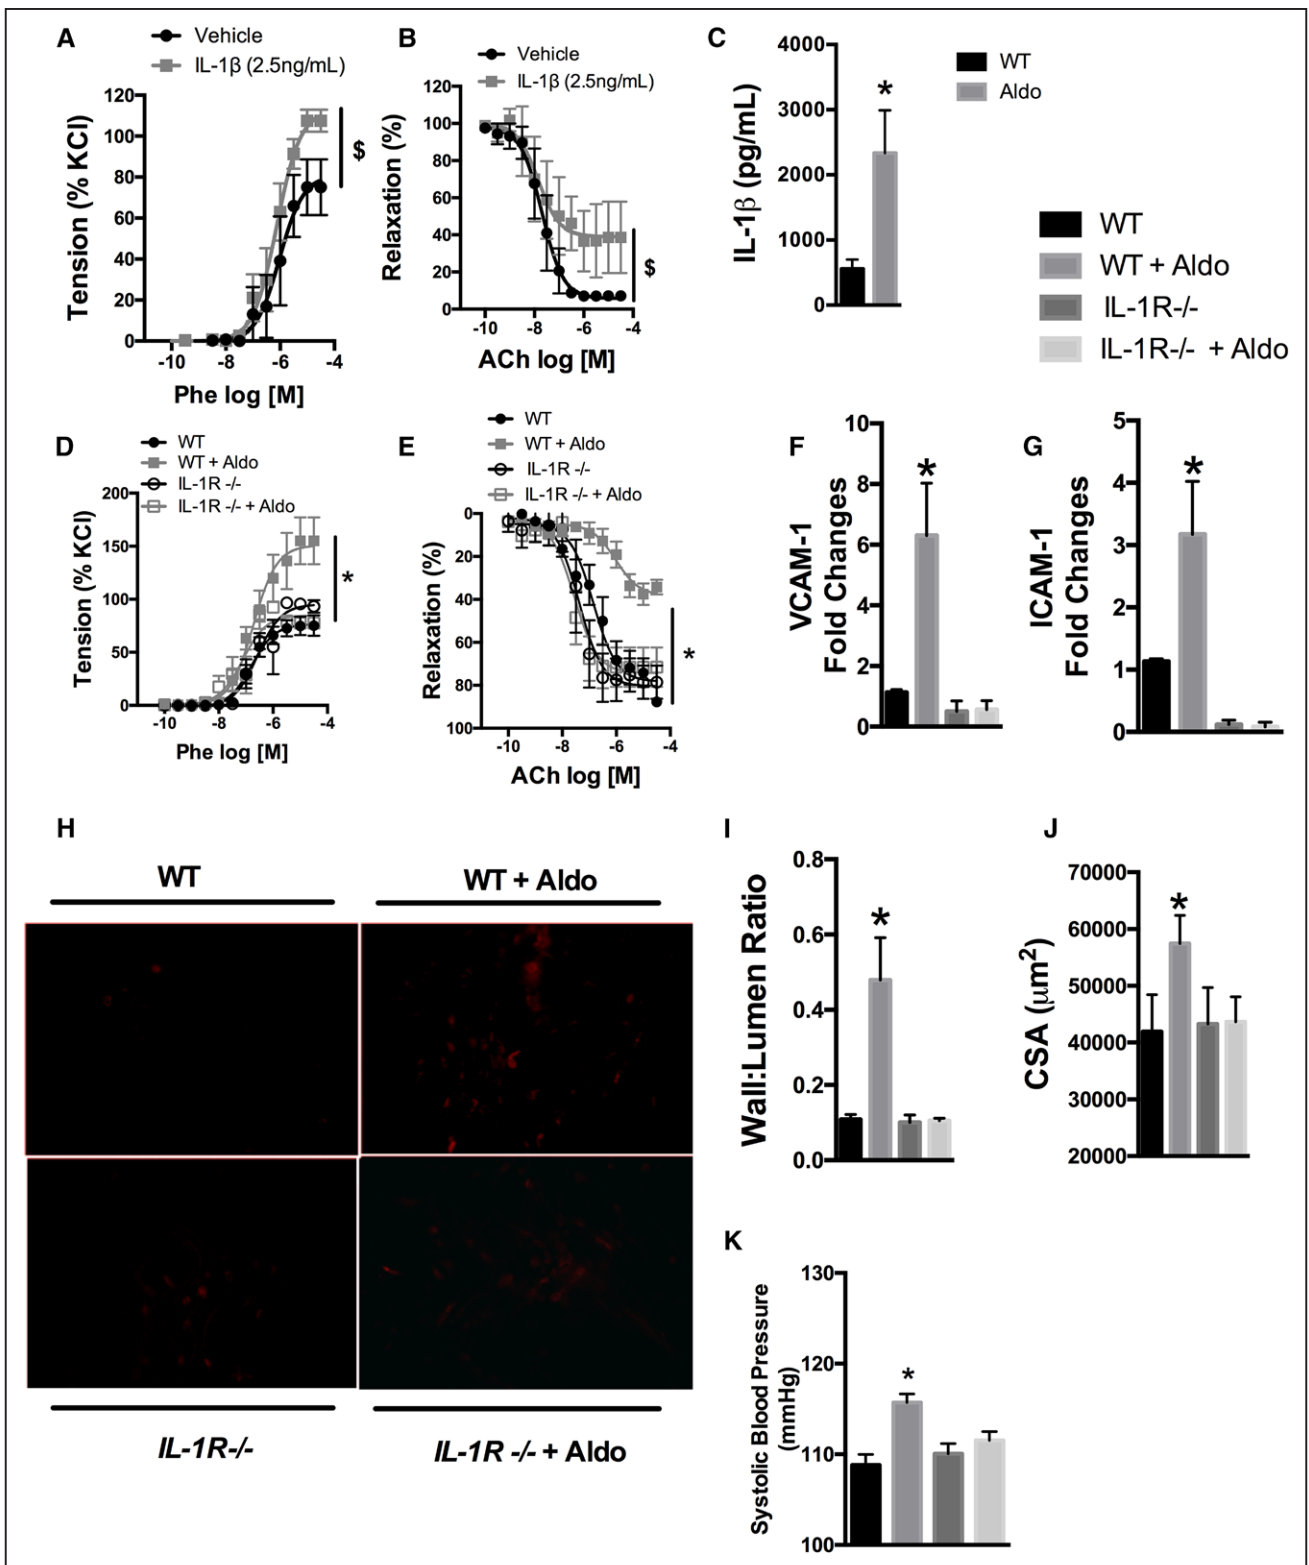 A
Vehicle
IL-1β (2.5ng/mL)
120
100
80
60
40
20
0
Tension (% KCl)
$
-10 -8 -6 -4
Phe log [M]
B
Vehicle
IL-1β (2.5ng/mL)
120
100
80
60
40
20
0
Relaxation (%)
$
-10 -8 -6 -4
ACh log [M]
C
WT
Aldo
4000
3000
2000
1000
0
IL-1β (pg/mL)
*
WT
WT + Aldo
IL-1R-/-
IL-1R-/- + Aldo
D
WT
WT + Aldo
IL-1R -/-
IL-1R -/- + Aldo
200
150
100
50
0
Tension (% KCl)
*
-10 -8 -6 -4
Phe log [M]
E
WT
WT + Aldo
IL-1R -/-
IL-1R -/- + Aldo
0
20
40
60
80
100
Relaxation (%)
*
-10 -8 -6 -4
ACh log [M]
F
10
8
6
4
2
0
VCAM-1
Fold Changes
*
G
5
4
3
2
1
0
ICAM-1
Fold Changes
*
H
WT
WT + Aldo
IL-1R-/-
IL-1R -/- + Aldo
I
0.8
0.6
0.4
0.2
0.0
Wall:Lumen Ratio
*
J
70000
60000
50000
40000
30000
20000
CSA (μm²)
*
K
130
120
110
100
Systolic Blood Pressure
(mmHg)
*